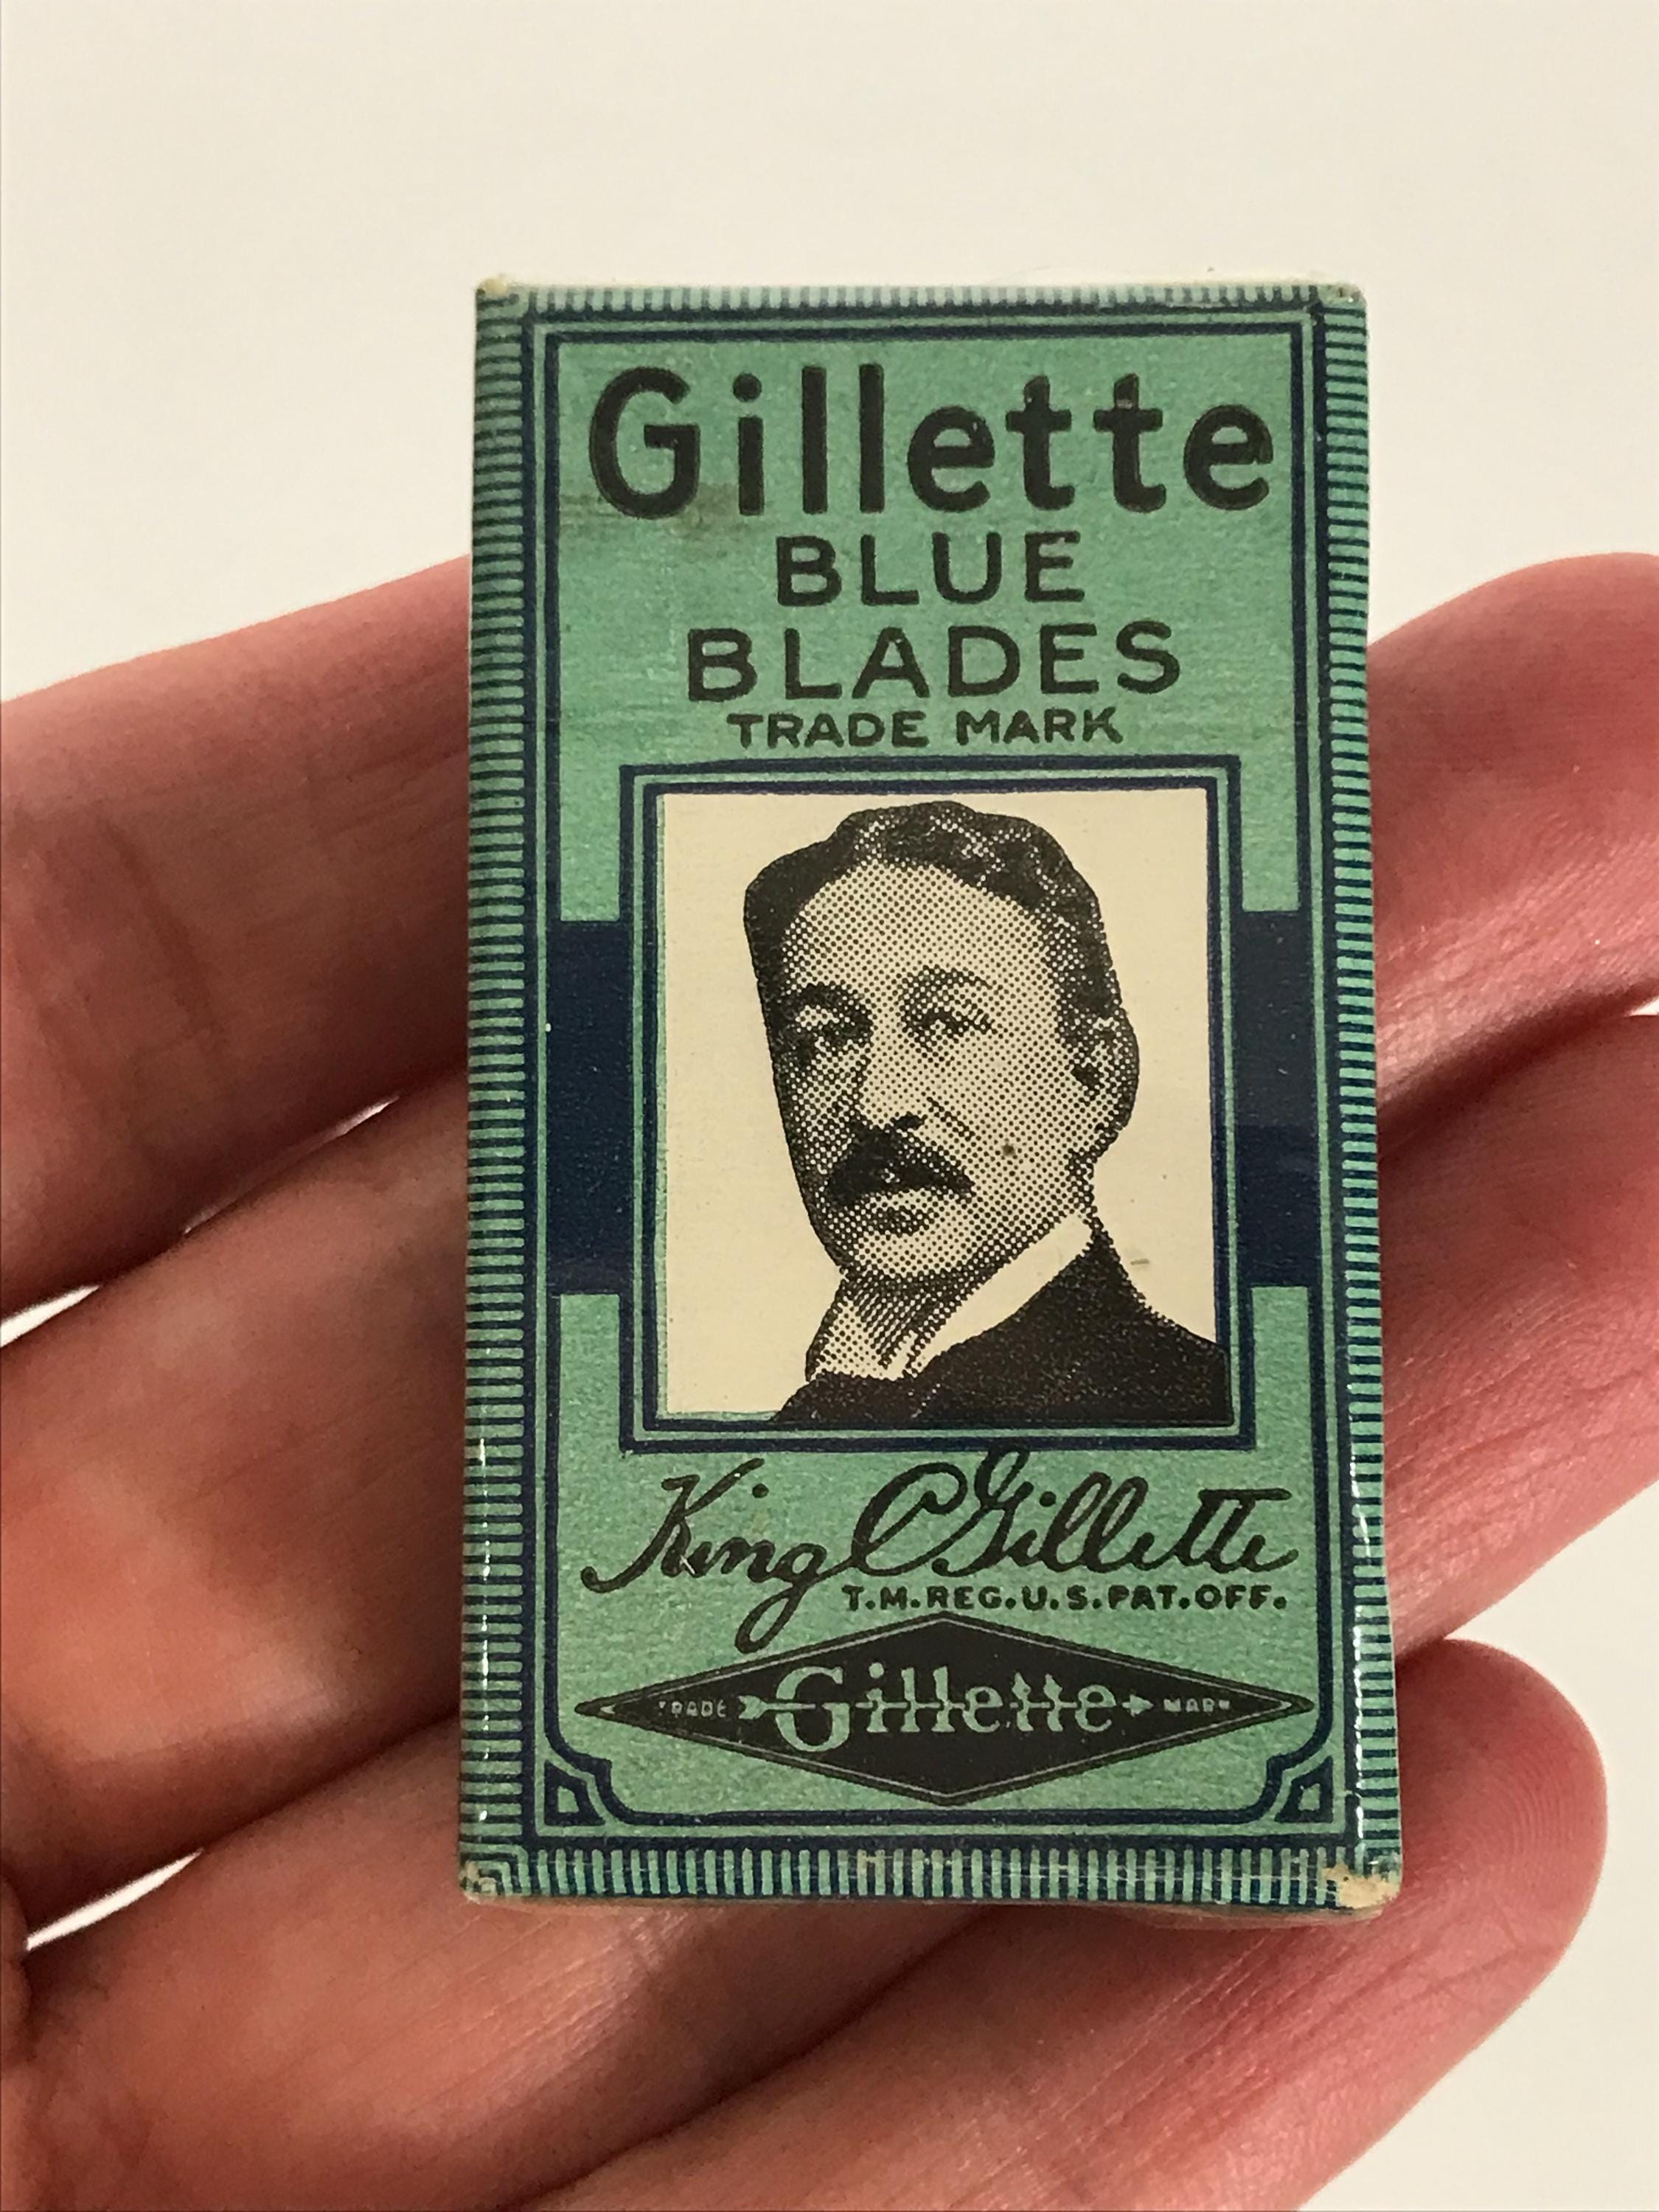 Gillette
BLUE
BLADES
TRADE MARK
King C Gillette
T.M.REG.U.S.PAT.OFF.
TRADE Gillette MARK